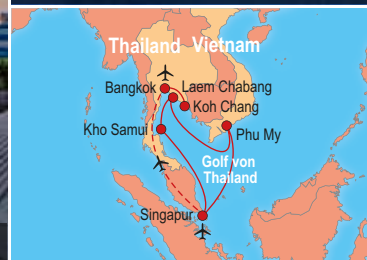 Thailand Vietnam
Bangkok
Laem Chabang
Koh Chang
Kho Samui
Phu My
Golf von
Thailand
Singapur